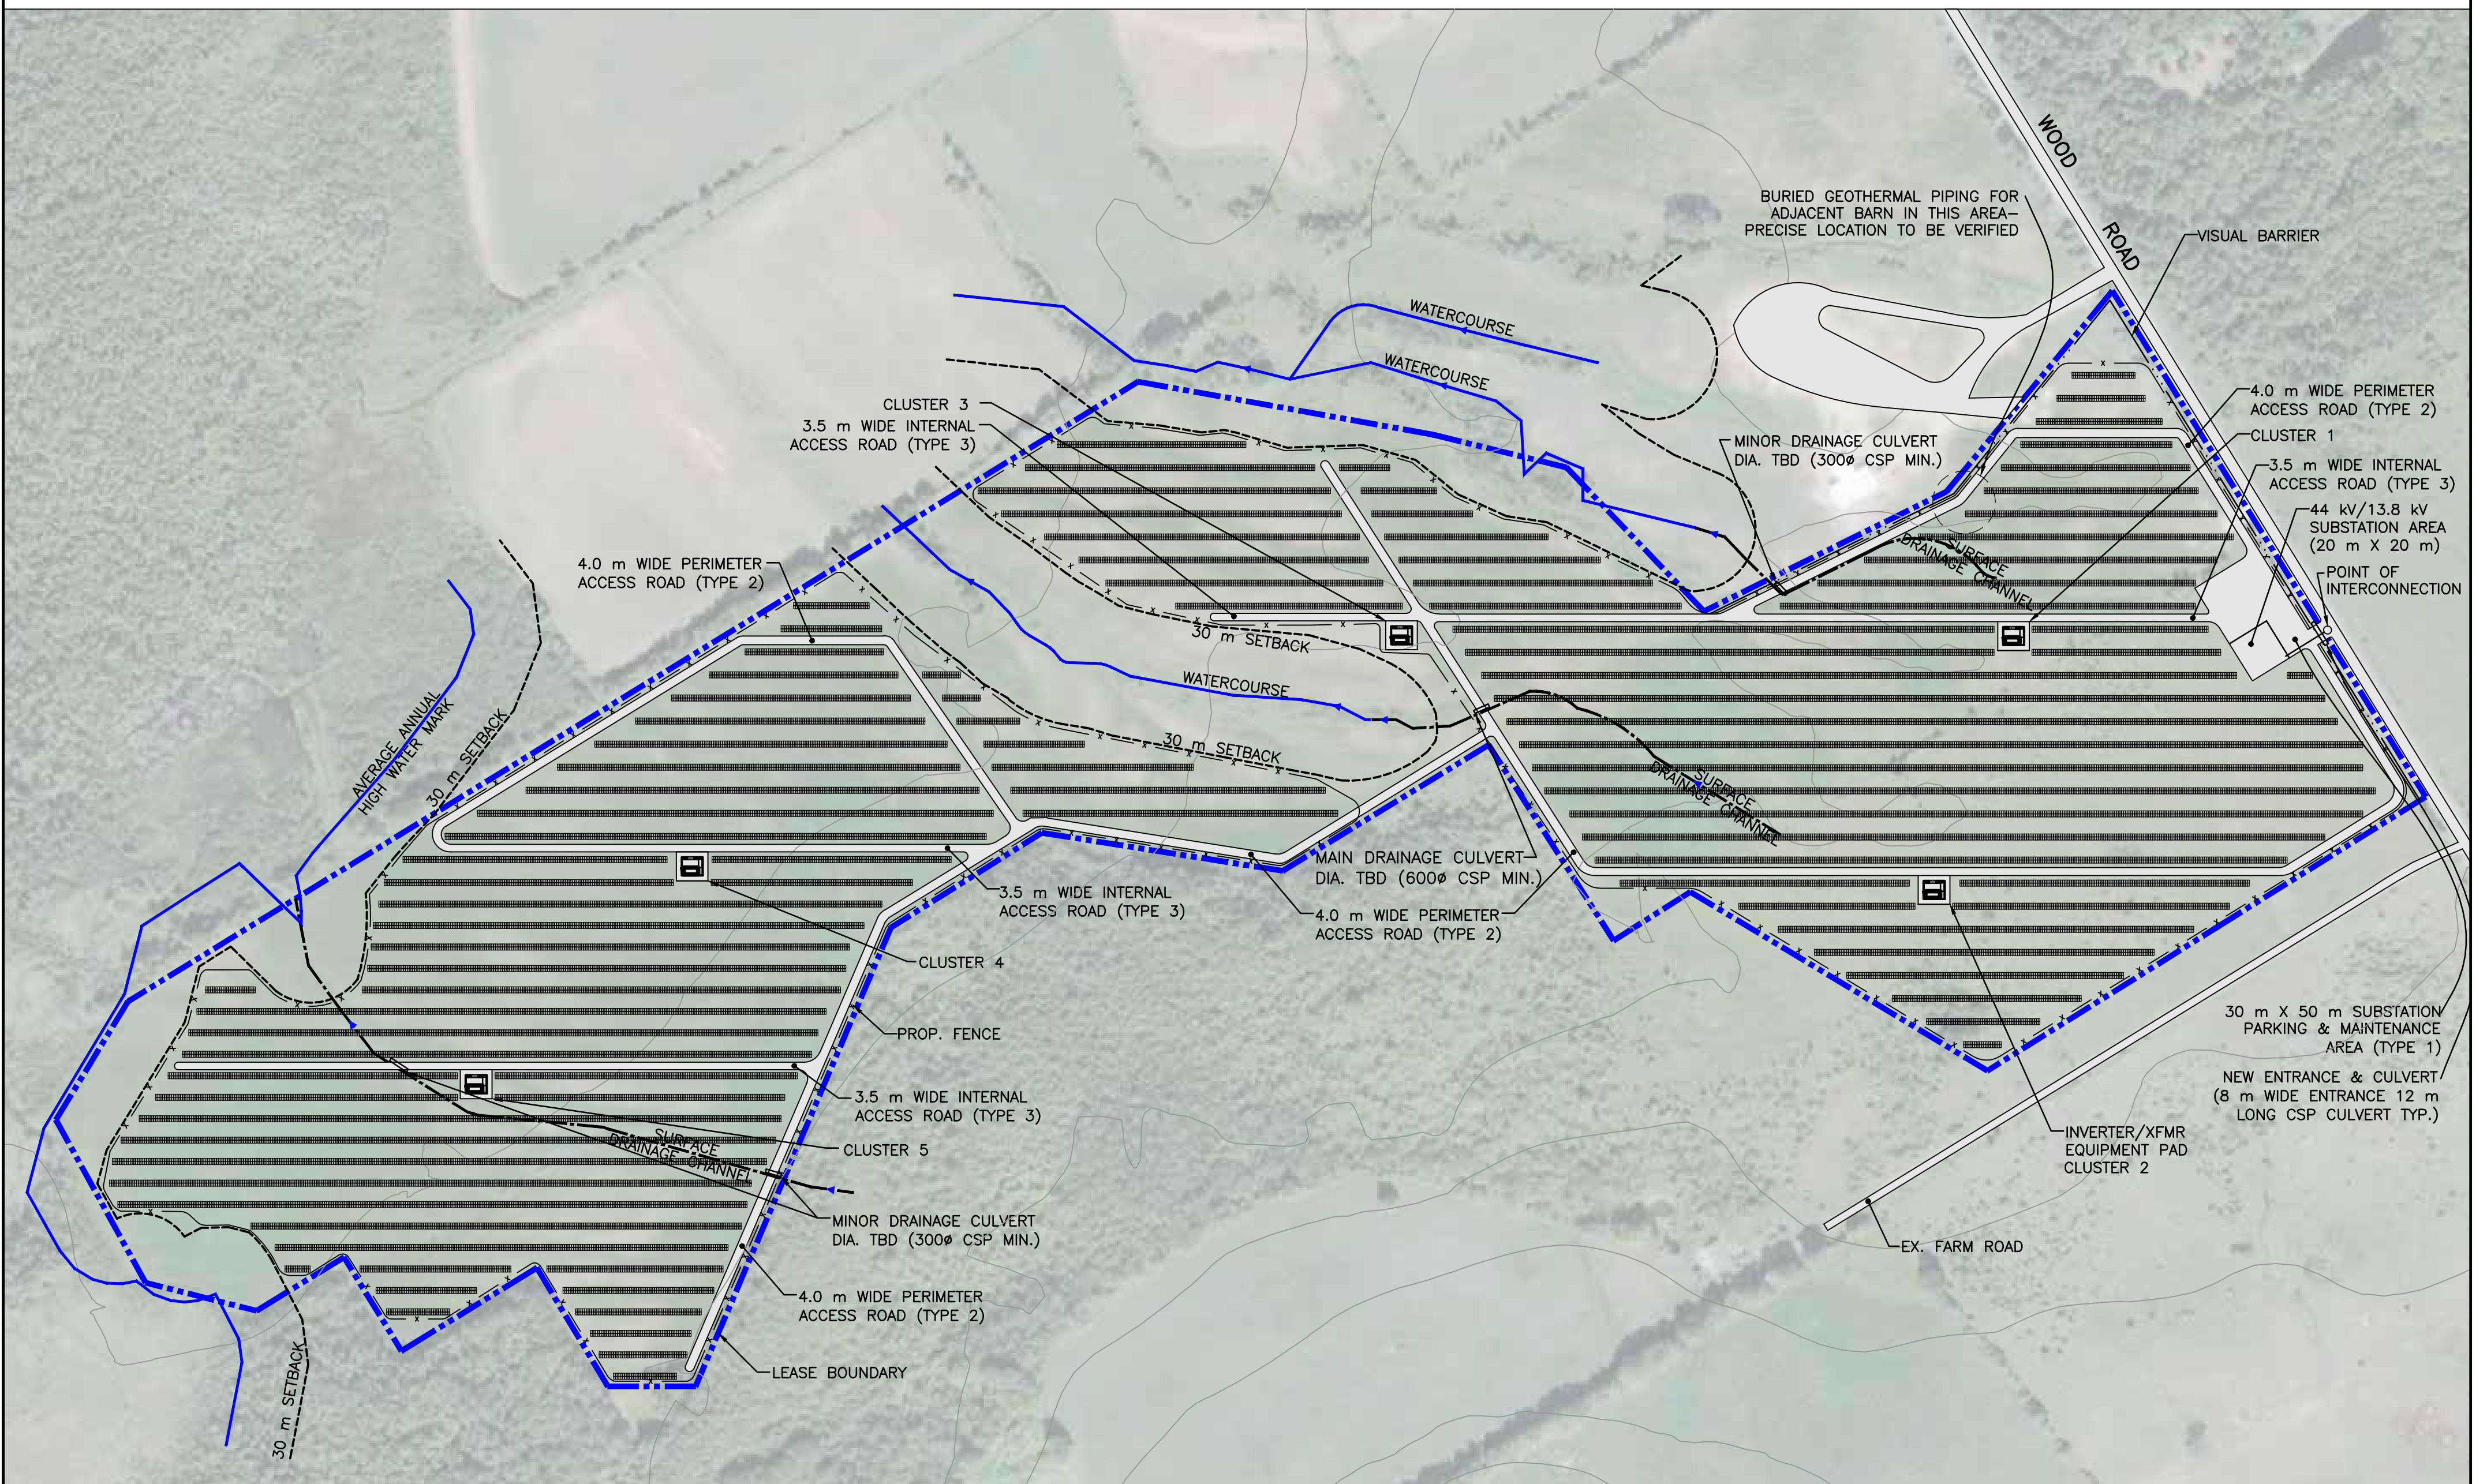 WOOD
ROAD
BURIED GEOTHERMAL PIPING FOR
ADJACENT BARN IN THIS AREA–
PRECISE LOCATION TO BE VERIFIED
VISUAL BARRIER
WATERCOURSE
WATERCOURSE
CLUSTER 3
3.5 m WIDE INTERNAL
ACCESS ROAD (TYPE 3)
MINOR DRAINAGE CULVERT
DIA. TBD (300ø CSP MIN.)
4.0 m WIDE PERIMETER
ACCESS ROAD (TYPE 2)
CLUSTER 1
3.5 m WIDE INTERNAL
ACCESS ROAD (TYPE 3)
44 kV/13.8 kV
SUBSTATION AREA
(20 m X 20 m)
POINT OF
INTERCONNECTION
SURFACE
DRAINAGE CHANNEL
4.0 m WIDE PERIMETER
ACCESS ROAD (TYPE 2)
30 m SETBACK
WATERCOURSE
30 m SETBACK
AVERAGE ANNUAL
HIGH WATER MARK
30 m SETBACK
SURFACE
DRAINAGE CHANNEL
MAIN DRAINAGE CULVERT
DIA. TBD (600ø CSP MIN.)
3.5 m WIDE INTERNAL
ACCESS ROAD (TYPE 3)
4.0 m WIDE PERIMETER
ACCESS ROAD (TYPE 2)
CLUSTER 4
PROP. FENCE
30 m X 50 m SUBSTATION
PARKING & MAINTENANCE
AREA (TYPE 1)
NEW ENTRANCE & CULVERT
(8 m WIDE ENTRANCE 12 m
LONG CSP CULVERT TYP.)
3.5 m WIDE INTERNAL
ACCESS ROAD (TYPE 3)
INVERTER/XFMR
EQUIPMENT PAD
CLUSTER 2
SURFACE
DRAINAGE CHANNEL
CLUSTER 5
MINOR DRAINAGE CULVERT
DIA. TBD (300ø CSP MIN.)
EX. FARM ROAD
4.0 m WIDE PERIMETER
ACCESS ROAD (TYPE 2)
LEASE BOUNDARY
30 m SETBACK